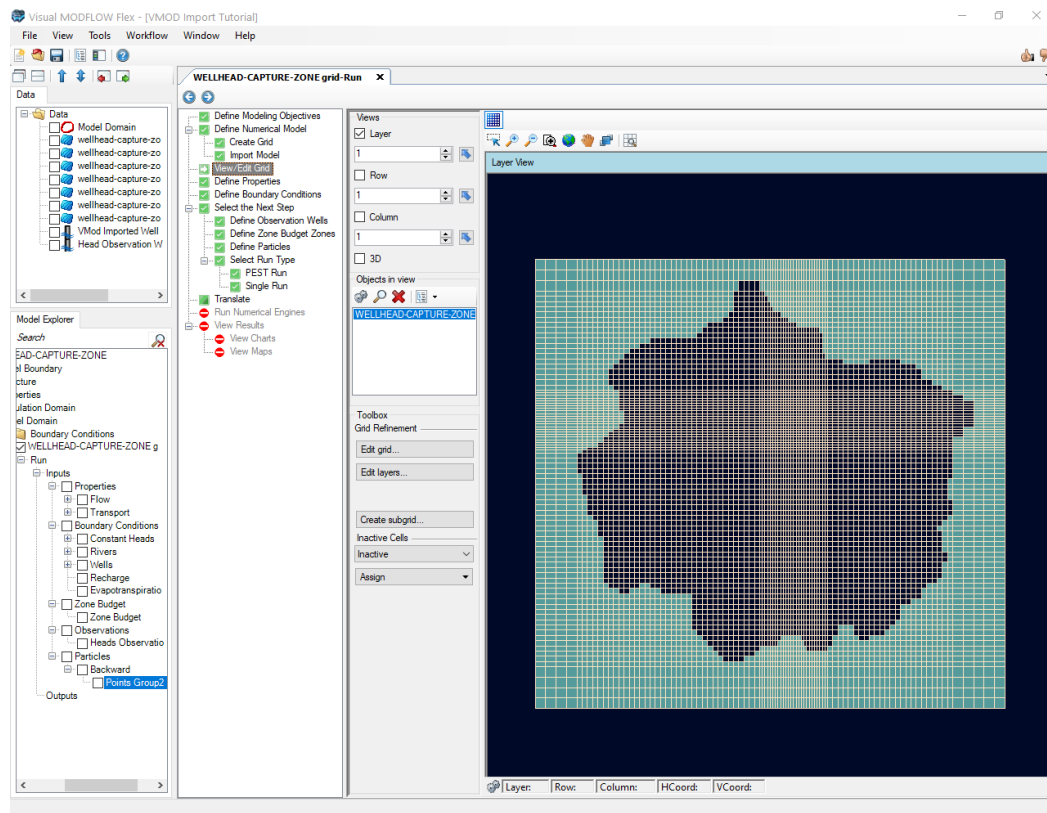 Visual MODFLOW Flex - [VMOD Import Tutorial]
File View Tools Workflow Window Help
Data
Data
Model Domain
wellhead-capture-zo
wellhead-capture-zo
wellhead-capture-zo
wellhead-capture-zo
wellhead-capture-zo
wellhead-capture-zo
wellhead-capture-zo
VMod Imported Well
Head Observation W
Model Explorer
Search
EAD-CAPTURE-ZONE
el Boundary
cture
erties
ulation Domain
el Domain
Boundary Conditions
WELLHEAD-CAPTURE-ZONE g
Run
Inputs
Properties
Flow
Transport
Boundary Conditions
Constant Heads
Rivers
Wells
Recharge
Evapotranspiratio
Zone Budget
Zone Budget
Observations
Heads Observatio
Particles
Backward
Points Group2
Outputs
WELLHEAD-CAPTURE-ZONE grid-Run X
Define Modeling Objectives
Define Numerical Model
Create Grid
Import Model
View/Edit Grid
Define Properties
Define Boundary Conditions
Select the Next Step
Define Observation Wells
Define Zone Budget Zones
Define Particles
Select Run Type
PEST Run
Single Run
Translate
Run Numerical Engines
View Results
View Charts
View Maps
Views
Layer
1
Row
1
Column
1
3D
Objects in view
WELLHEAD-CAPTURE-ZONE
Toolbox
Grid Refinement
Edit grid...
Edit layers...
Create subgrid...
Inactive Cells
Inactive
Assign
Layer View
Layer: Row: Column: HCoord: VCoord: